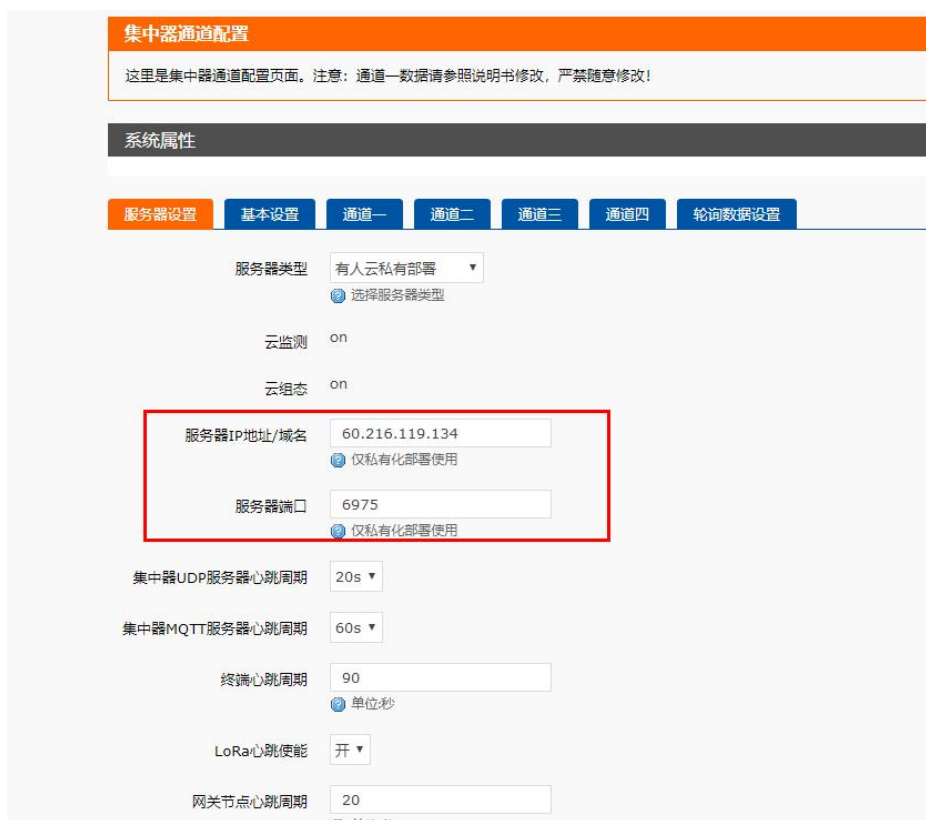 集中器通道配置
这里是集中器通道配置页面。注意：通道一数据请参照说明书修改，严禁随意修改！
系统属性
服务器设置 基本设置 通道一 通道二 通道三 通道四 轮询数据设置
服务器类型 有人云私有部署
选择服务器类型
云监测 on
云组态 on
服务器IP地址/域名 60.216.119.134
仅私有化部署使用
服务器端口 6975
仅私有化部署使用
集中器UDP服务器心跳周期 20s
集中器MQTT服务器心跳周期 60s
终端心跳周期 90
单位:秒
LoRa心跳使能 开
网关节点心跳周期 20